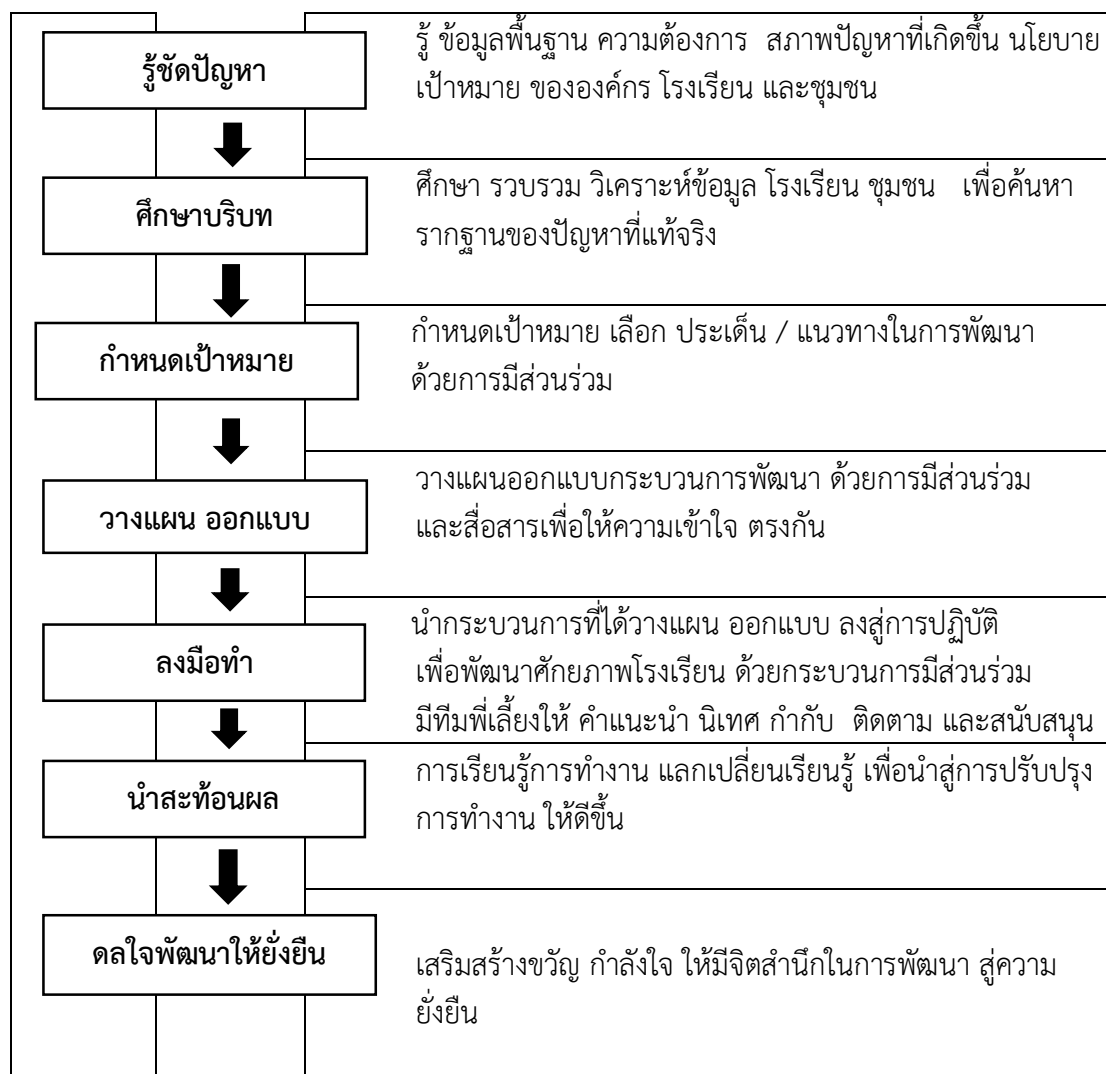 รู้ชัดปัญหา
รู้ ข้อมูลพื้นฐาน ความต้องการ สภาพปัญหาที่เกิดขึ้น นโยบาย
เป้าหมาย ขององค์กร โรงเรียน และชุมชน
ศึกษาบริบท
ศึกษา รวบรวม วิเคราะห์ข้อมูล โรงเรียน ชุมชน เพื่อค้นหา
รากฐานของปัญหาที่แท้จริง
กำหนดเป้าหมาย
กำหนดเป้าหมาย เลือก ประเด็น / แนวทางในการพัฒนา
ด้วยการมีส่วนร่วม
วางแผน ออกแบบ
วางแผนออกแบบกระบวนการพัฒนา ด้วยการมีส่วนร่วม
และสื่อสารเพื่อให้ความเข้าใจ ตรงกัน
ลงมือทำ
นำกระบวนการที่ได้วางแผน ออกแบบ ลงสู่การปฏิบัติ
เพื่อพัฒนาศักยภาพโรงเรียน ด้วยกระบวนการมีส่วนร่วม
มีทีมพี่เลี้ยงให้ คำแนะนำ นิเทศ กำกับ ติดตาม และสนับสนุน
นำสะท้อนผล
การเรียนรู้การทำงาน แลกเปลี่ยนเรียนรู้ เพื่อนำสู่การปรับปรุง
การทำงาน ให้ดีขึ้น
ดลใจพัฒนาให้ยั่งยืน
เสริมสร้างขวัญ กำลังใจ ให้มีจิตสำนึกในการพัฒนา สู่ความ
ยั่งยืน